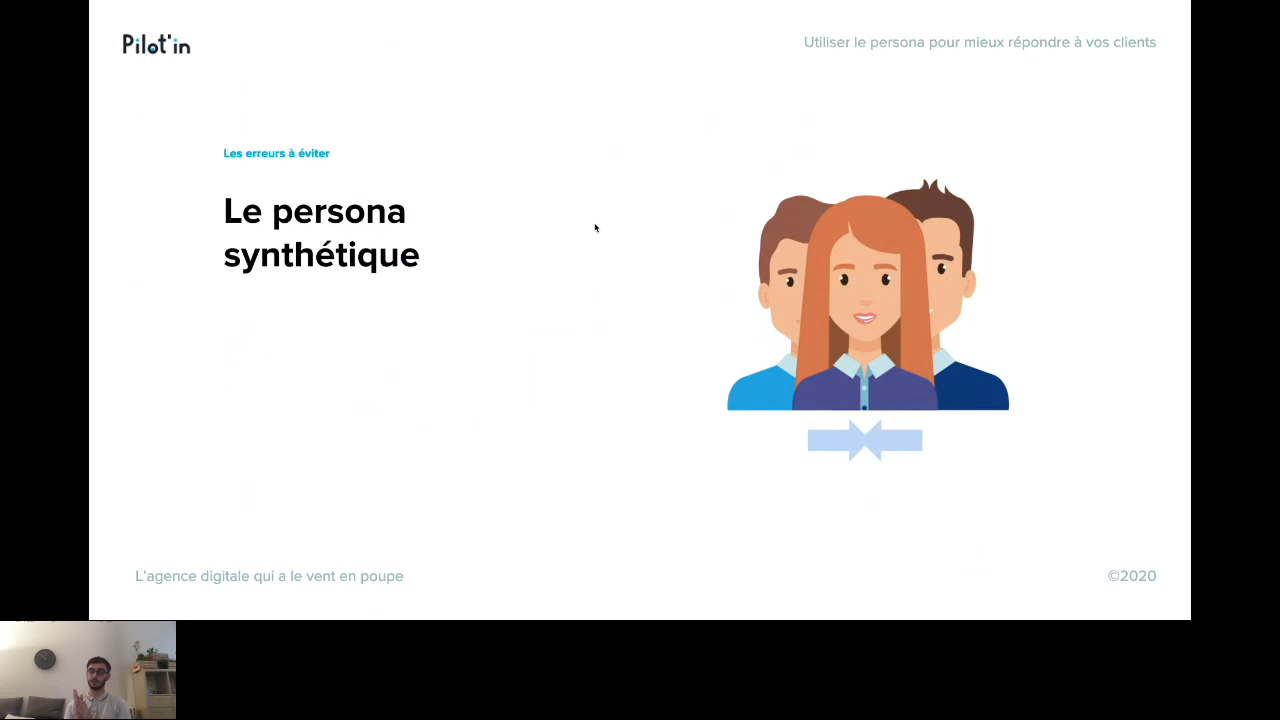 Pilot'in
Utiliser le persona pour mieux répondre à vos clients
Les erreurs à éviter
Le persona
synthétique
L'agence digitale qui a le vent en poupe
©2020